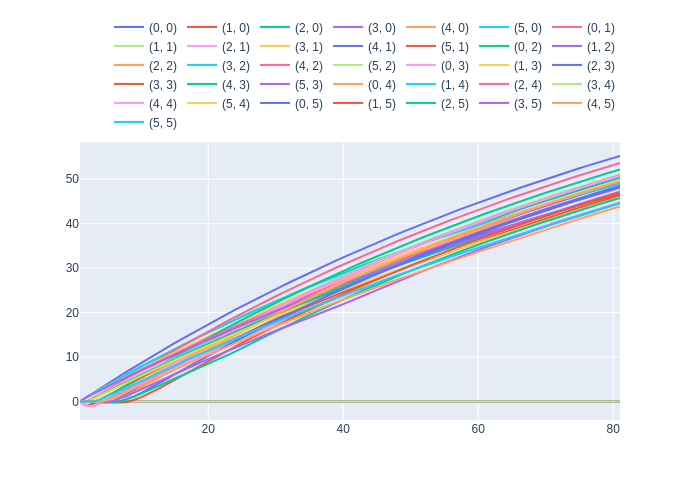 (0, 0) (1, 0) (2, 0) (3, 0) (4, 0) (5, 0) (0, 1)
(1, 1) (2, 1) (3, 1) (4, 1) (5, 1) (0, 2) (1, 2)
(2, 2) (3, 2) (4, 2) (5, 2) (0, 3) (1, 3) (2, 3)
(3, 3) (4, 3) (5, 3) (0, 4) (1, 4) (2, 4) (3, 4)
(4, 4) (5, 4) (0, 5) (1, 5) (2, 5) (3, 5) (4, 5)
(5, 5)
50
40
30
20
10
0
20 40 60 80